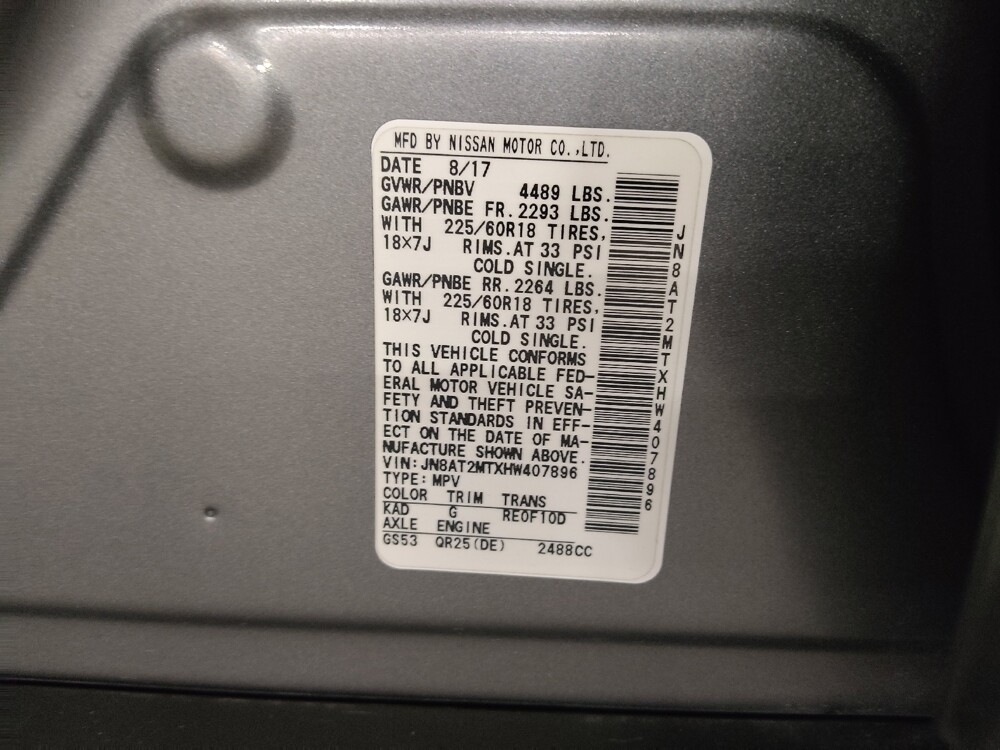 MFD BY NISSAN MOTOR CO.,LTD.
DATE 8/17
GVWR/PNBV 4489 LBS.
GAWR/PNBE FR.2293 LBS.
WITH 225/60R18 TIRES,
18×7J RIMS.AT 33 PSI
COLD SINGLE.
GAWR/PNBE RR.2264 LBS.
WITH 225/60R18 TIRES,
18×7J RIMS.AT 33 PSI
COLD SINGLE.
THIS VEHICLE CONFORMS
TO ALL APPLICABLE FED-
ERAL MOTOR VEHICLE SA-
FETY AND THEFT PREVEN-
TION STANDARDS IN EFF-
ECT ON THE DATE OF MA-
NUFACTURE SHOWN ABOVE.
VIN:JN8AT2MTXHW407896
TYPE:MPV
COLOR TRIM TRANS
KAD G RE0F10D
AXLE ENGINE
GS53 QR25(DE) 2488CC
JN8AT2MTXHW407896